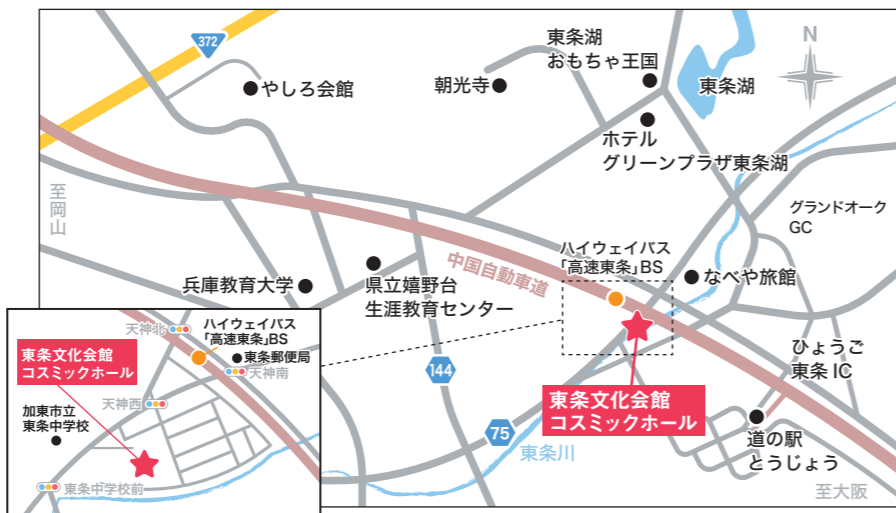 372
やしろ会館
朝光寺
東条湖
おもちゃ王国
東条湖
N
ホテル
グリーンプラザ東条湖
至岡山
グランドオーク
GC
ハイウェイバス
「高速東条」BS
なべや旅館
中国自動車道
兵庫教育大学
県立嬉野台
生涯教育センター
ひょうご
東条 IC
東条文化会館
コスミックホール
144
75
東条川
道の駅
とうじょう
至大阪
天神北
ハイウェイバス
「高速東条」BS
東条郵便局
天神南
東条文化会館
コスミックホール
天神西
加東市立
東条中学校
東条中学校前